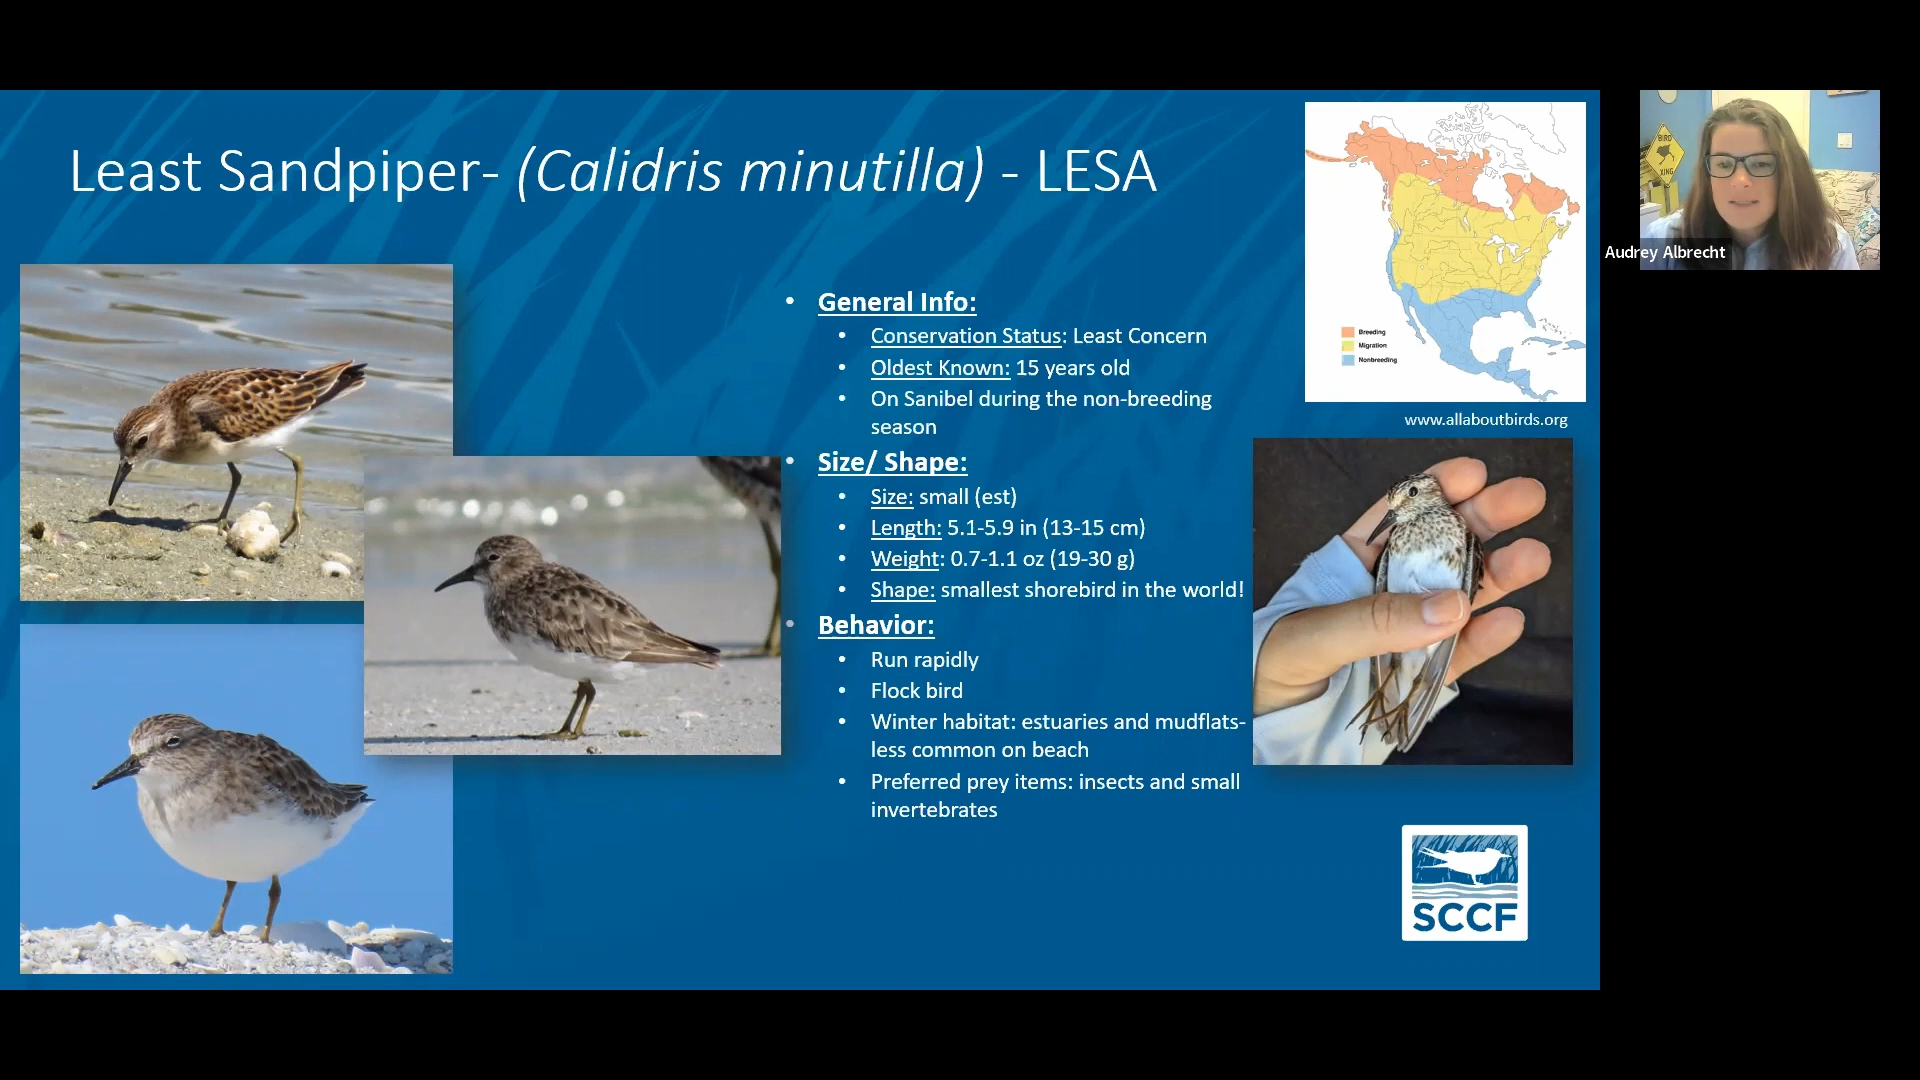 Least Sandpiper- (Calidris minutilla) - LESA
Breeding
Migration
Nonbreeding
www.allaboutbirds.org
BIRD
XING
Audrey Albrecht
• General Info:
• Conservation Status: Least Concern
• Oldest Known: 15 years old
• On Sanibel during the non-breeding
season
• Size/ Shape:
• Size: small (est)
• Length: 5.1-5.9 in (13-15 cm)
• Weight: 0.7-1.1 oz (19-30 g)
• Shape: smallest shorebird in the world!
• Behavior:
• Run rapidly
• Flock bird
• Winter habitat: estuaries and mudflats-
less common on beach
• Preferred prey items: insects and small
invertebrates
SCCF